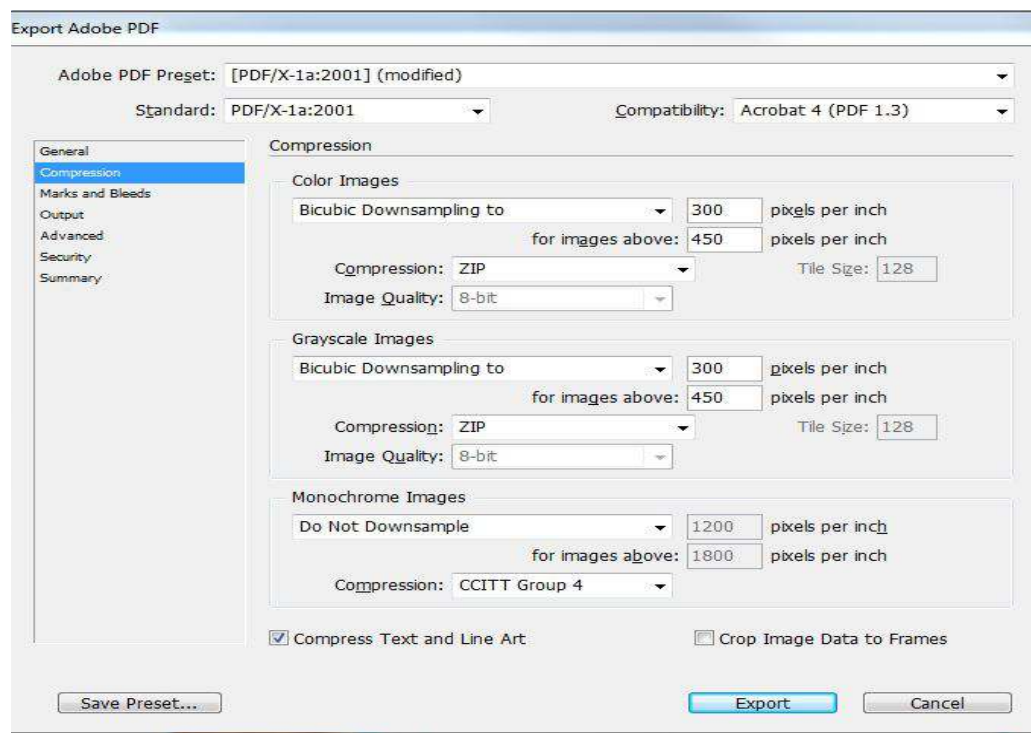 Export Adobe PDF
Adobe PDF Preset: [PDF/X-1a:2001] (modified)
Standard: PDF/X-1a:2001 Compatibility: Acrobat 4 (PDF 1.3)
General
Compression
Marks and Bleeds
Output
Advanced
Security
Summary
Compression
Color Images
Bicubic Downsampling to 300 pixels per inch
for images above: 450 pixels per inch
Compression: ZIP Tile Size: 128
Image Quality: 8-bit
Grayscale Images
Bicubic Downsampling to 300 pixels per inch
for images above: 450 pixels per inch
Compression: ZIP Tile Size: 128
Image Quality: 8-bit
Monochrome Images
Do Not Downsample 1200 pixels per inch
for images above: 1800 pixels per inch
Compression: CCITT Group 4
Compress Text and Line Art Crop Image Data to Frames
Save Preset... Export Cancel